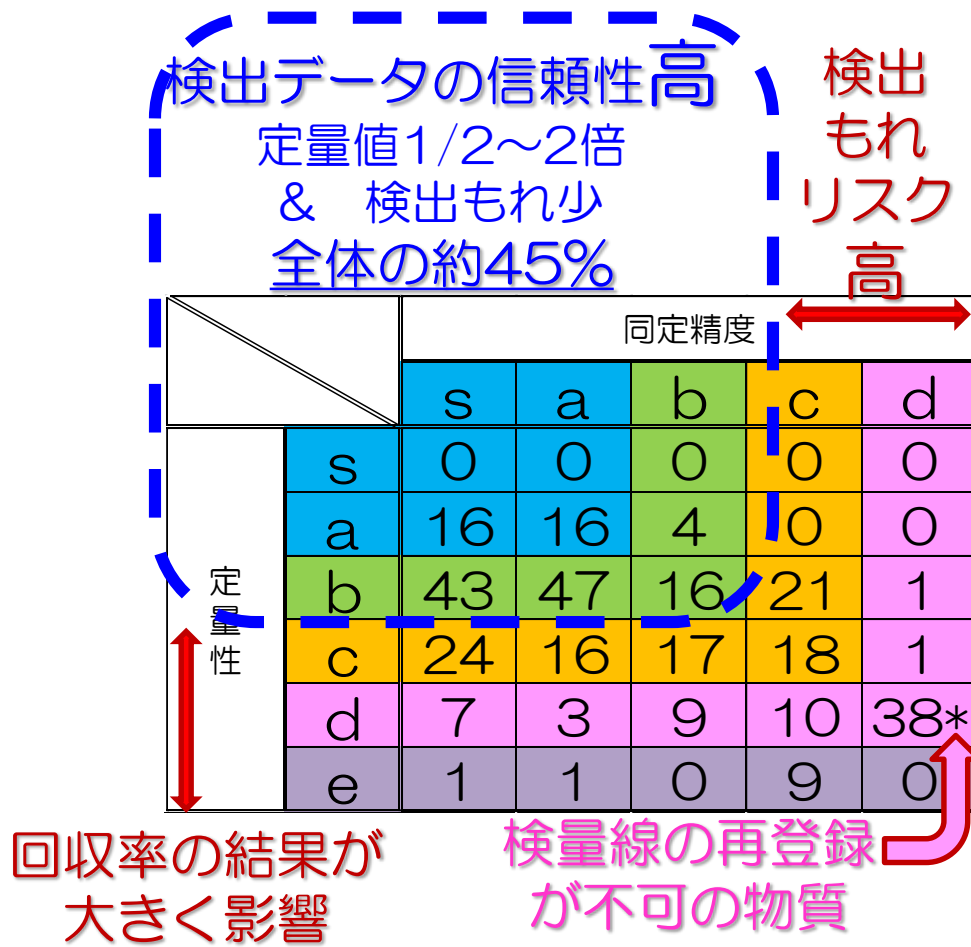 検出データの信頼性高
定量値1/2～2倍
&　検出もれ少
全体の約45%
検出
もれ
リスク
高
同定精度
s a b c d
定量性
s 0 0 0 0 0
a 16 16 4 0 0
b 43 47 16 21 1
c 24 16 17 18 1
d 7 3 9 10 38*
e 1 1 0 9 0
回収率の結果が
大きく影響
検量線の再登録
が不可の物質